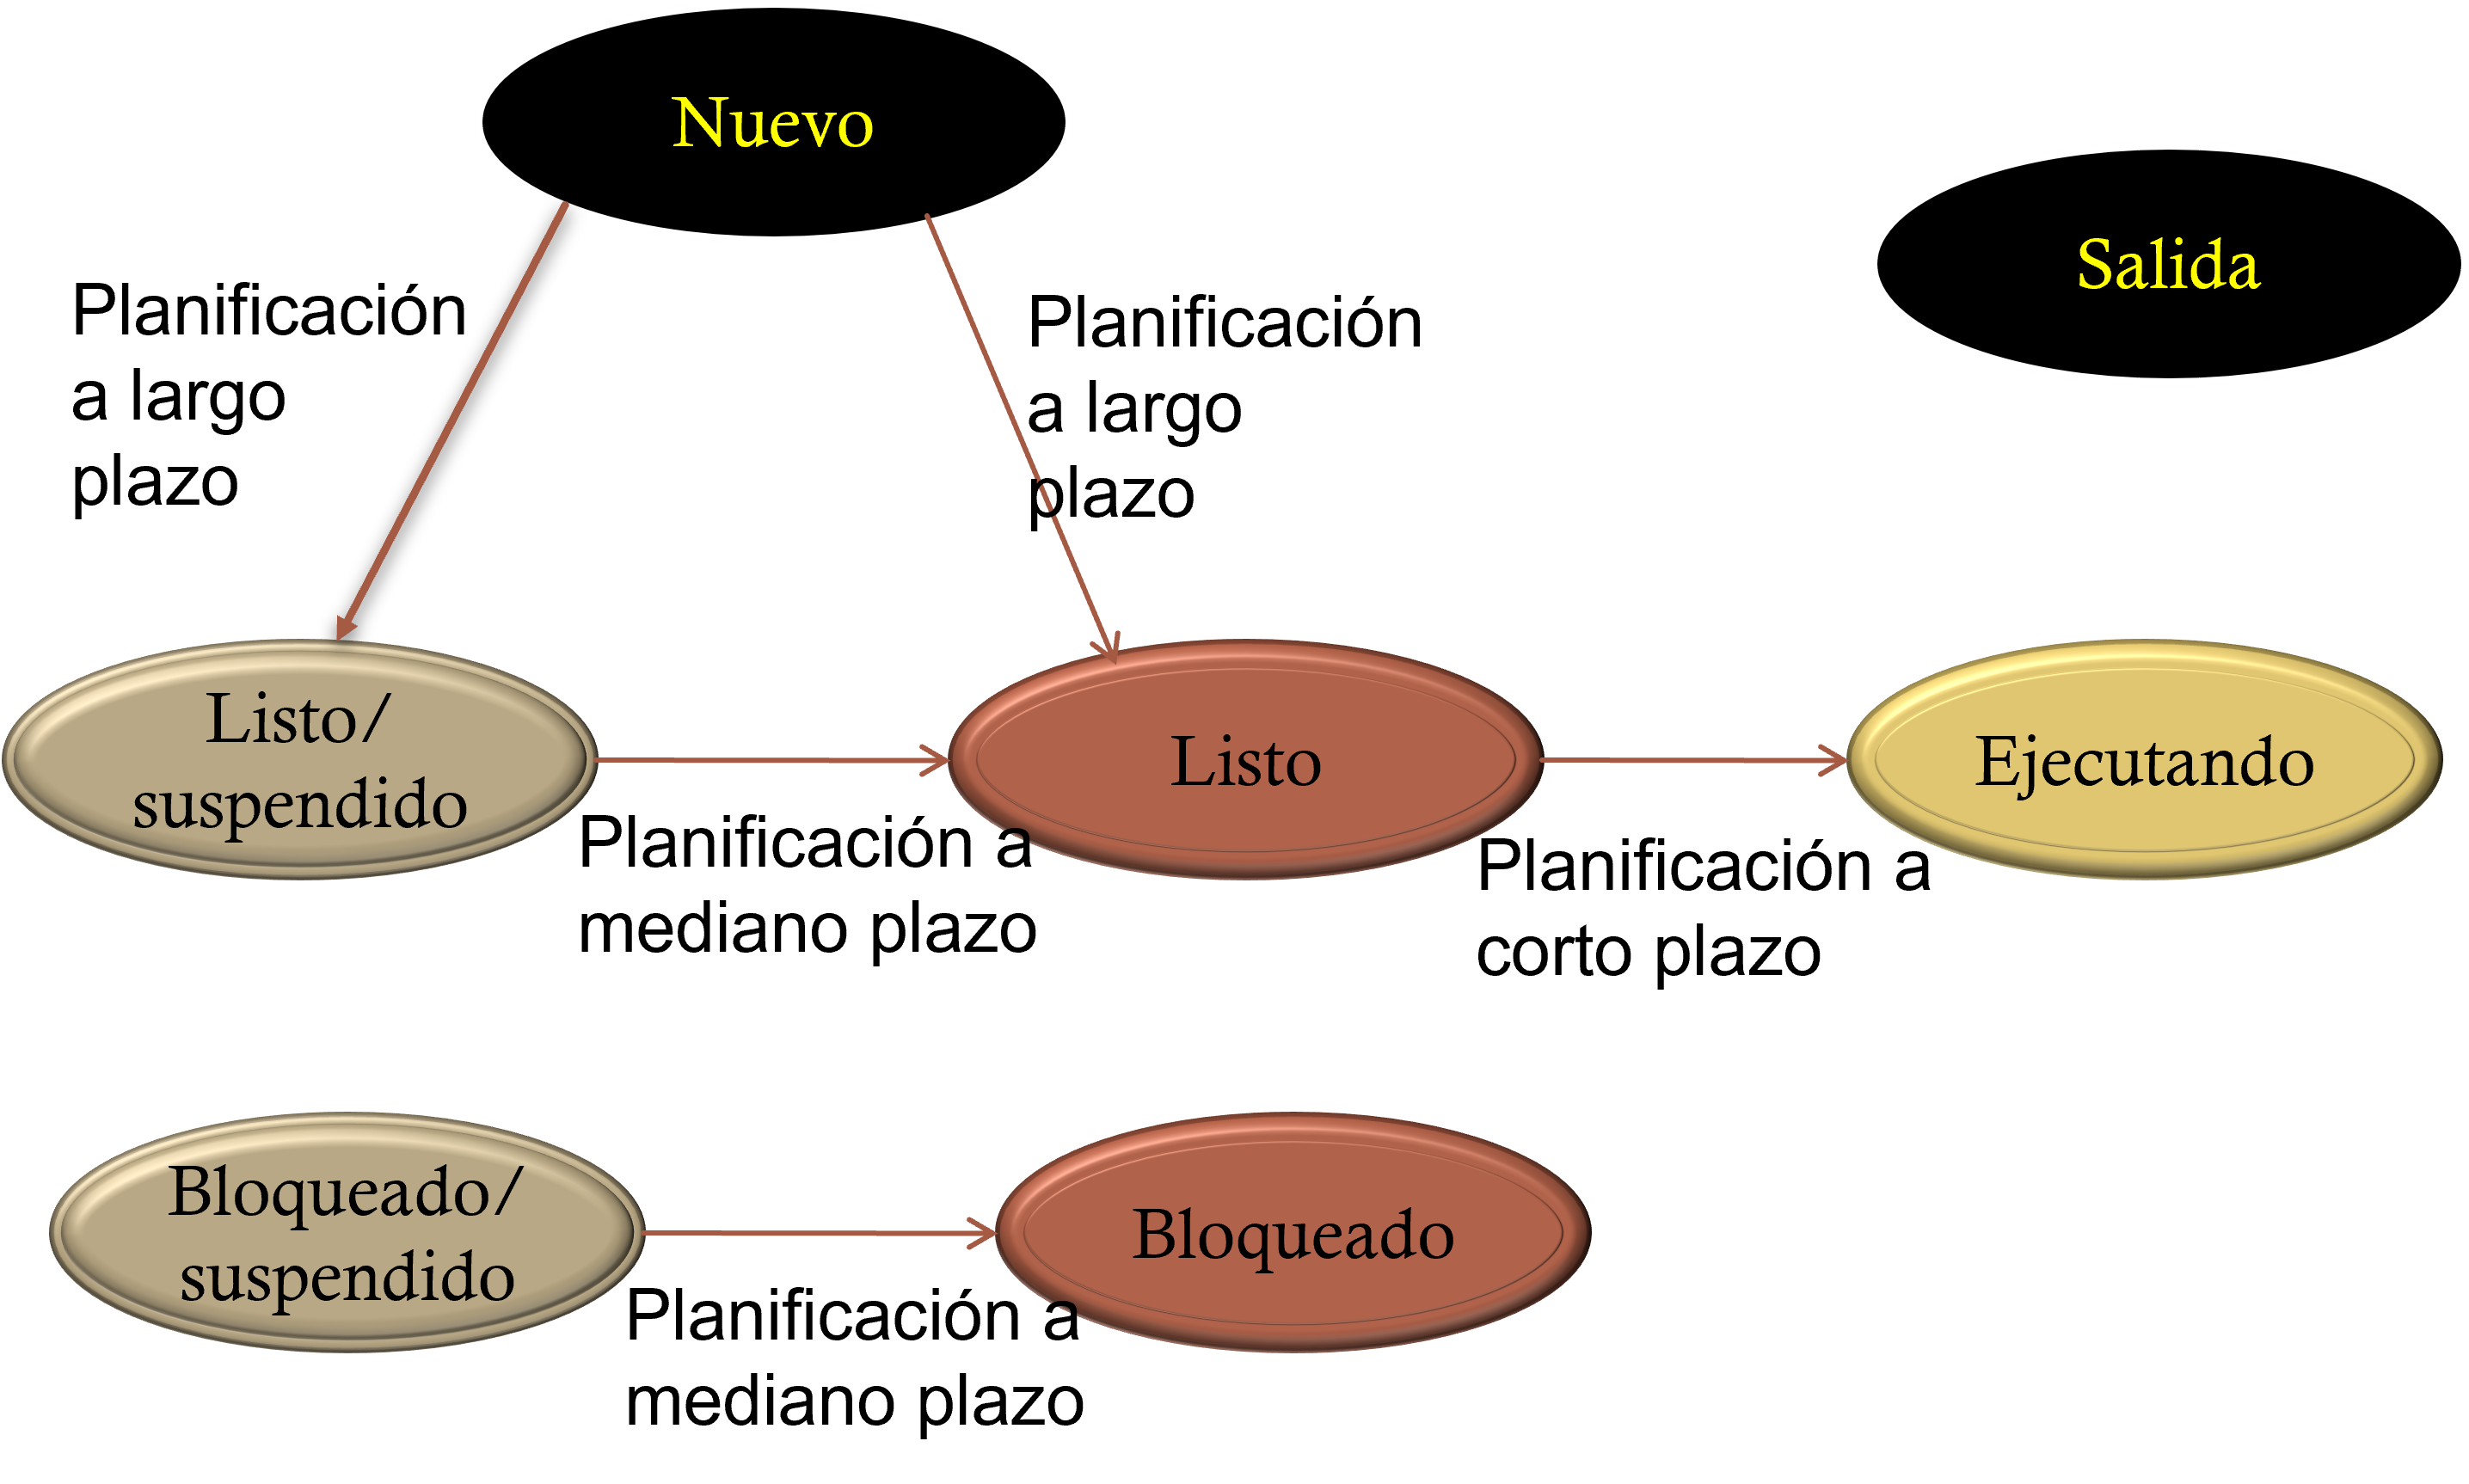 Nuevo
Salida
Planificación
a largo
plazo
Planificación
a largo
plazo
Listo/
suspendido
Listo
Ejecutando
Planificación a
mediano plazo
Planificación a
corto plazo
Bloqueado/
suspendido
Bloqueado
Planificación a
mediano plazo